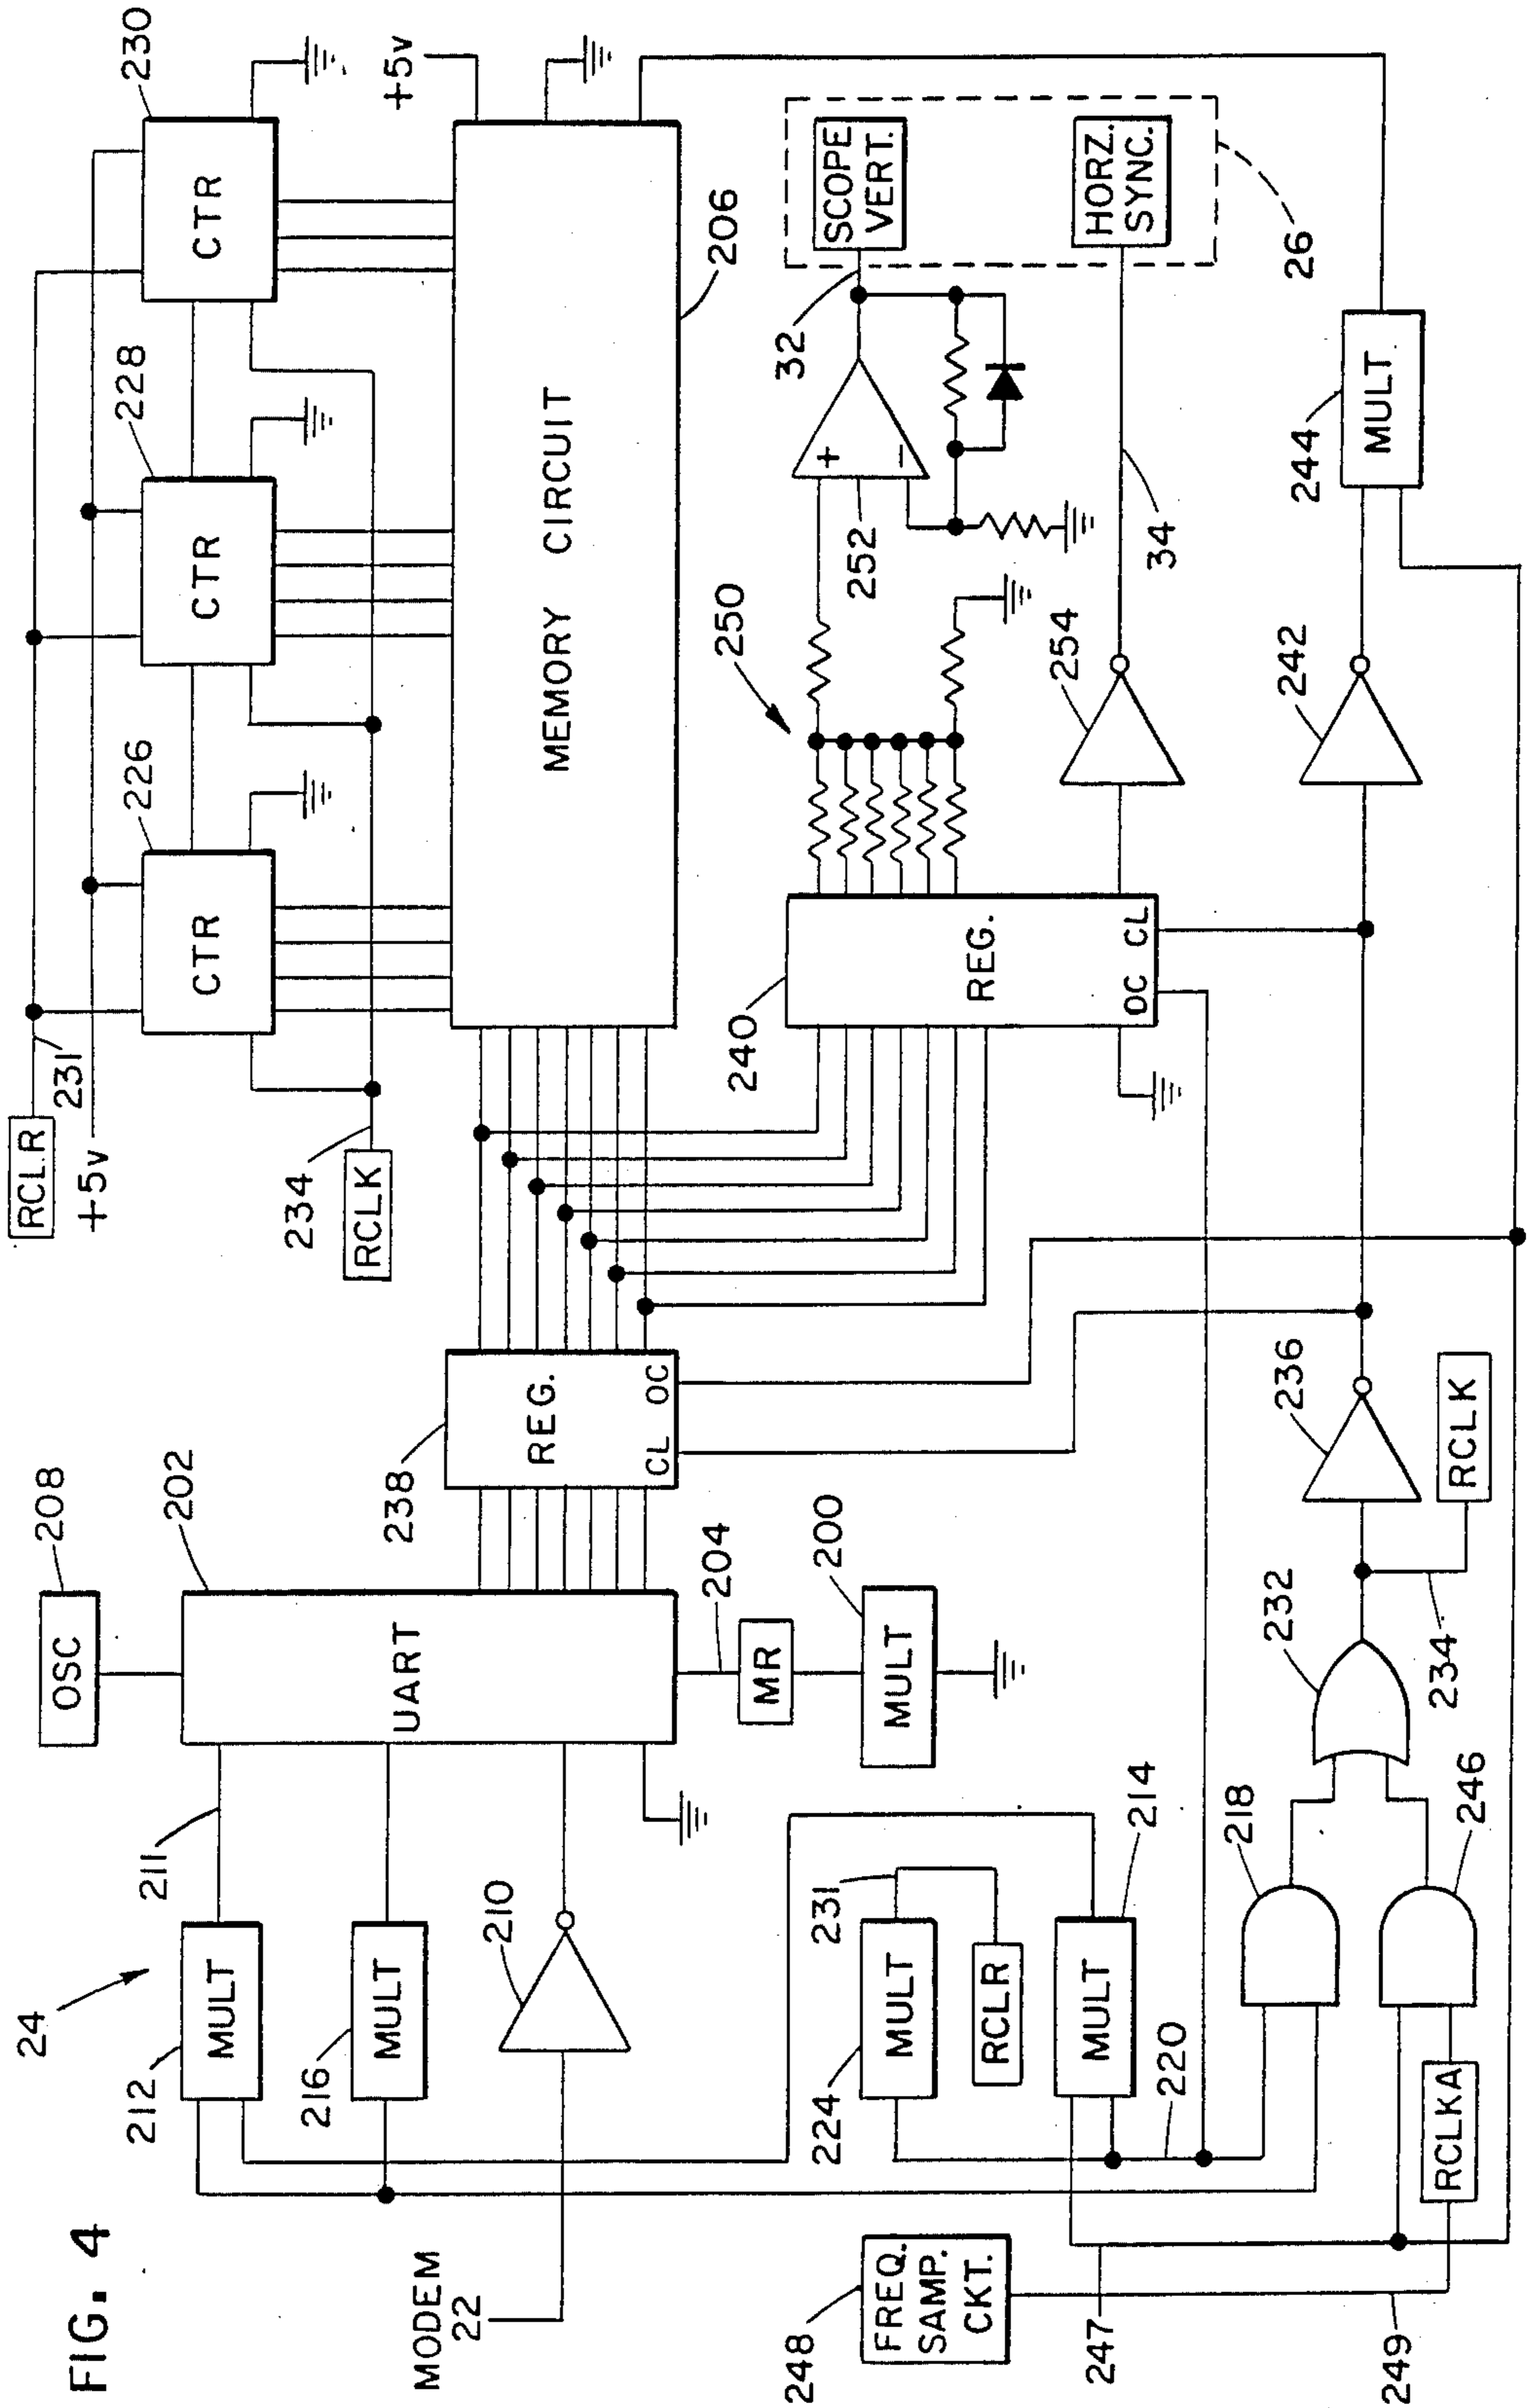 FIG. 4
24
212
MULT
211
216
MULT
210
MODEM
22
OSC
208
202
UART
204
MR
200
MULT
238
REG.
CL
OC
RCLR
231
+5v
234
RCLK
226
CTR
228
CTR
230
CTR
+5v
MEMORY CIRCUIT
206
240
REG.
OC
CL
250
252
+
−
32
SCOPE
VERT.
HORZ.
SYNC.
26
34
254
242
244
MULT
236
RCLK
234
232
218
246
214
MULT
231
RCLR
224
MULT
220
RCLKA
248
FREQ.
SAMP.
CKT.
247
249